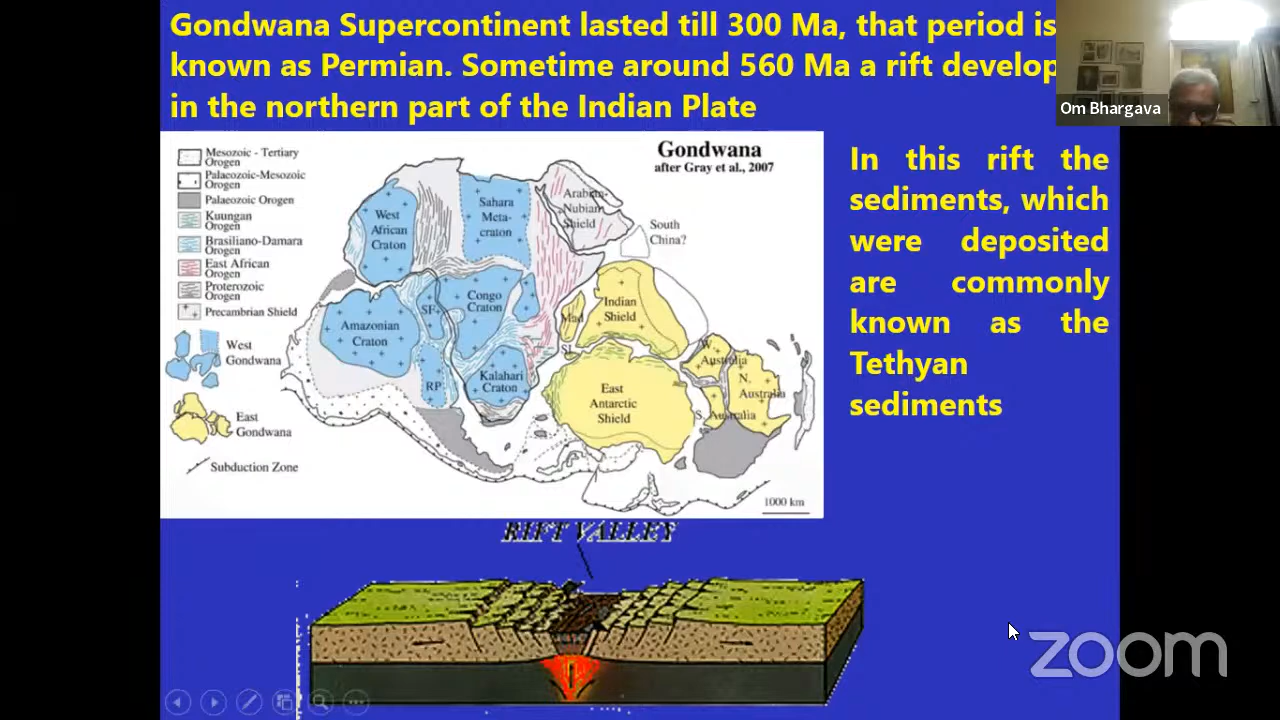 Gondwana Supercontinent lasted till 300 Ma, that period is
known as Permian. Sometime around 560 Ma a rift develop
in the northern part of the Indian Plate
Om Bhargava
Gondwana
after Gray et al., 2007
Mesozoic - Tertiary
Orogen
Palaeozoic-Mesozoic
Orogen
Palaeozoic Orogen
Kuungan
Orogen
Brasiliano-Damara
Orogen
East African
Orogen
Proterozoic
Orogen
Precambrian Shield
West
Gondwana
East
Gondwana
Subduction Zone
West
African
Craton
Sahara
Meta-
craton
Arabian-
Nubian
Shield
South
China?
Amazonian
Craton
SF
Congo
Craton
Mad
Indian
Shield
SL
RP
Kalahari
Craton
East
Antarctic
Shield
W.
Australia
N.
Australia
S. Australia
1000 km
In this rift the
sediments, which
were deposited
are commonly
known as the
Tethyan
sediments
RIFT VALLEY
zoom